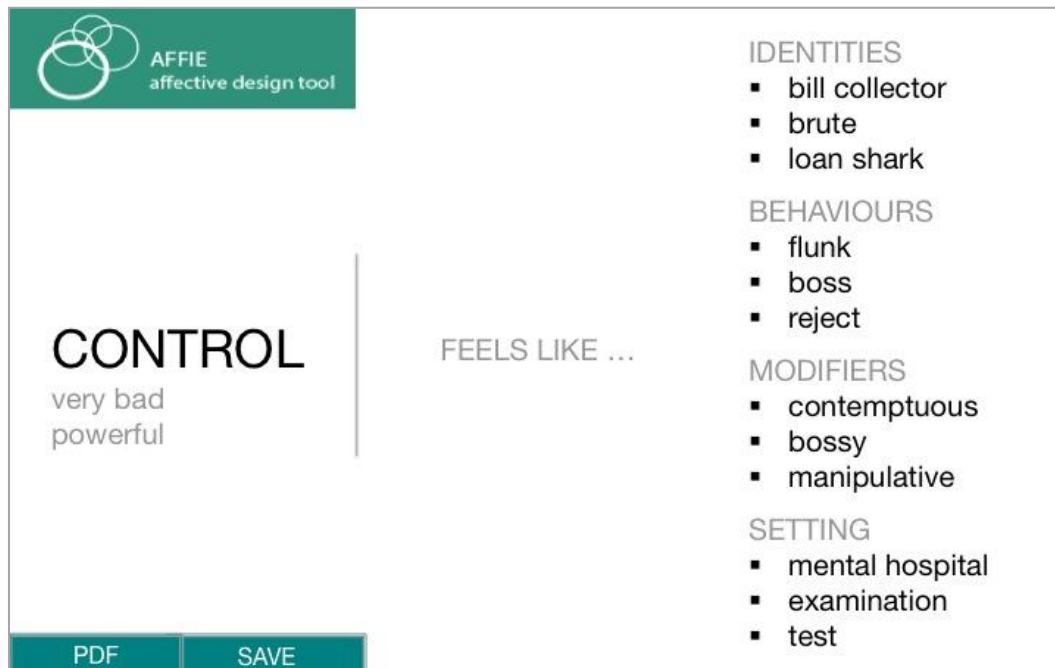 AFFIE
affective design tool
CONTROL
very bad
powerful
FEELS LIKE ...
IDENTITIES
▪ bill collector
▪ brute
▪ loan shark
BEHAVIOURS
▪ flunk
▪ boss
▪ reject
MODIFIERS
▪ contemptuous
▪ bossy
▪ manipulative
SETTING
▪ mental hospital
▪ examination
▪ test
PDF
SAVE